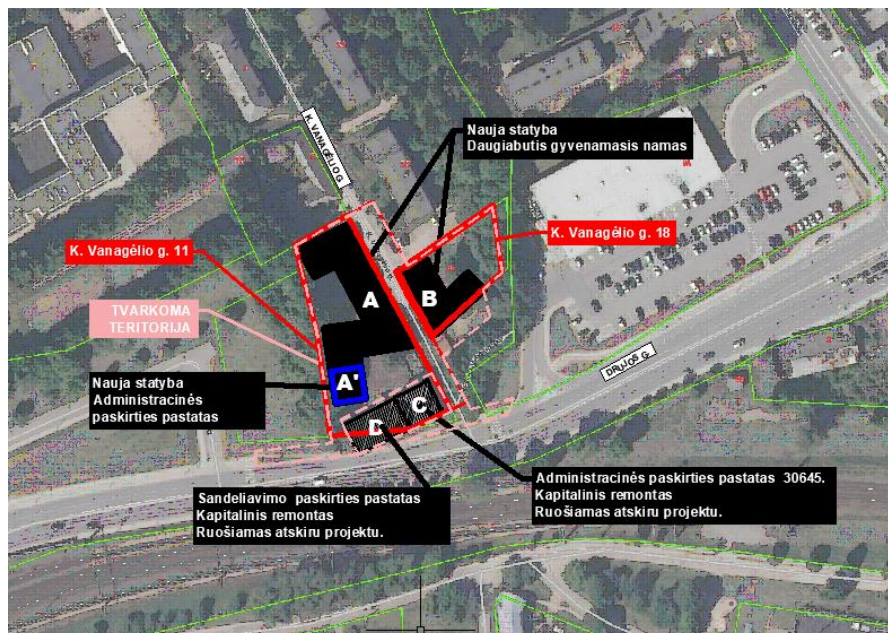 K. VANAGĖLIO G.
Nauja statyba
Daugiabutis gyvenamasis namas
K. Vanagėlio g. 11
K. Vanagėlio g. 18
A
B
TVARKOMA
TERITORIJA
Nauja statyba
Administracinės
paskirties pastatas
A'
DRUJOS G.
C
D
Sandeliavimo paskirties pastatas
Kapitalinis remontas
Ruošiamas atskiru projektu.
Administracinės paskirties pastatas 30645.
Kapitalinis remontas
Ruošiamas atskiru projektu.